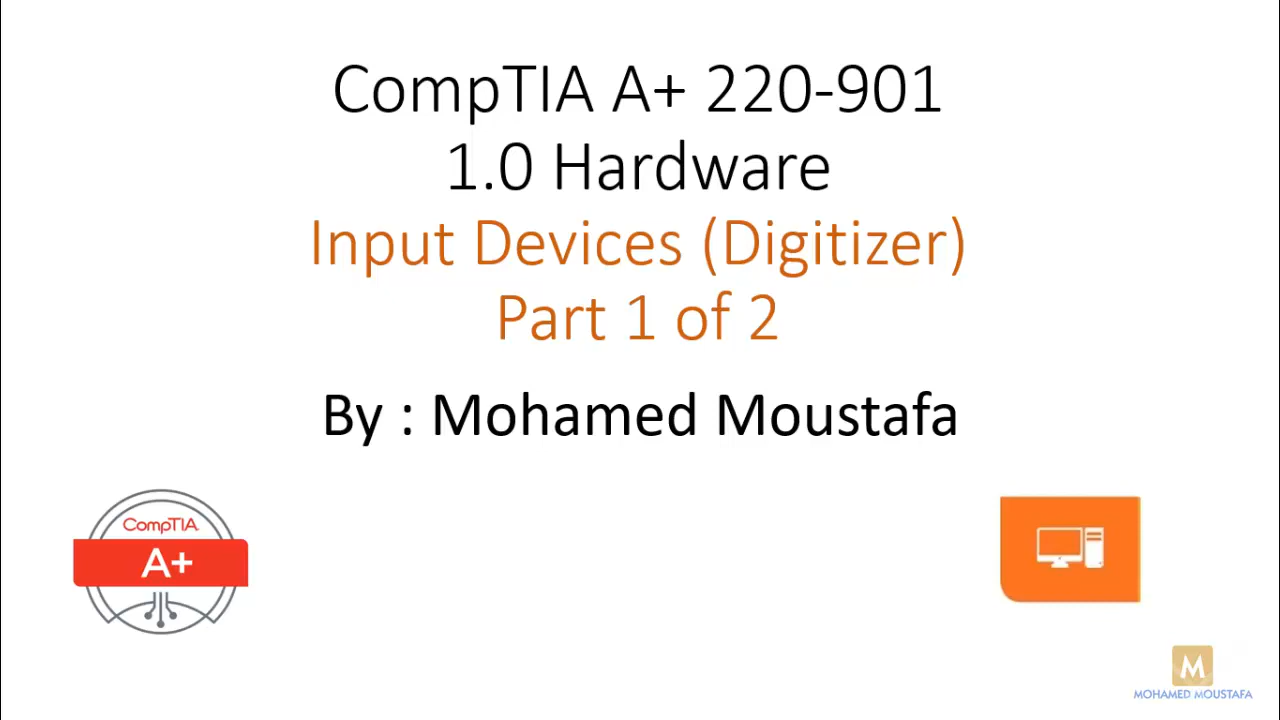 CompTIA A+ 220-901
1.0 Hardware
Input Devices (Digitizer)
Part 1 of 2
By : Mohamed Moustafa
CompTIA
A+
M
MOHAMED MOUSTAFA